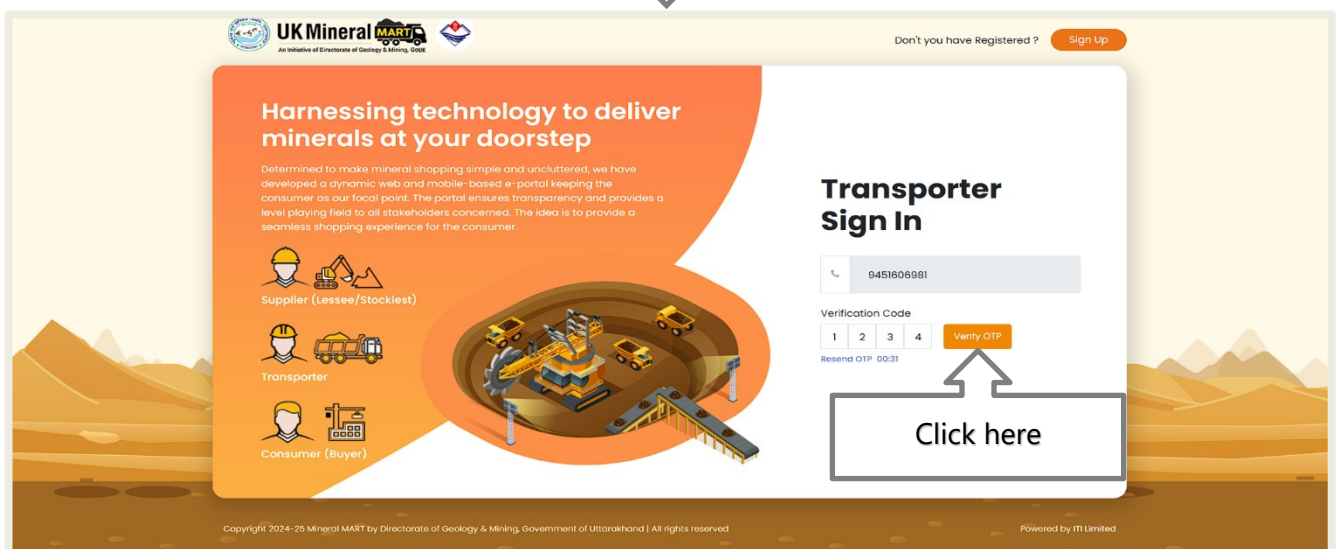 UK Mineral MART
An Initiative of Directorate of Geology & Mining, GoUK
Don't you have Registered ? Sign Up
Harnessing technology to deliver
minerals at your doorstep
Determined to make mineral shopping simple and uncluttered, we have
developed a dynamic web and mobile-based e-portal keeping the
consumer as our focal point. The portal ensures transparency and provides a
level playing field to all stakeholders concerned. The idea is to provide a
seamless shopping experience for the consumer.
Supplier (Lessee/Stockiest)
Transporter
Consumer (Buyer)
Transporter
Sign In
9451606981
Verification Code
1 2 3 4 Verify OTP
Resend OTP 00:31
Click here
Copyright 2024-25 Mineral MART by Directorate of Geology & Mining, Government of Uttarakhand | All rights reserved
Powered by ITI Limited